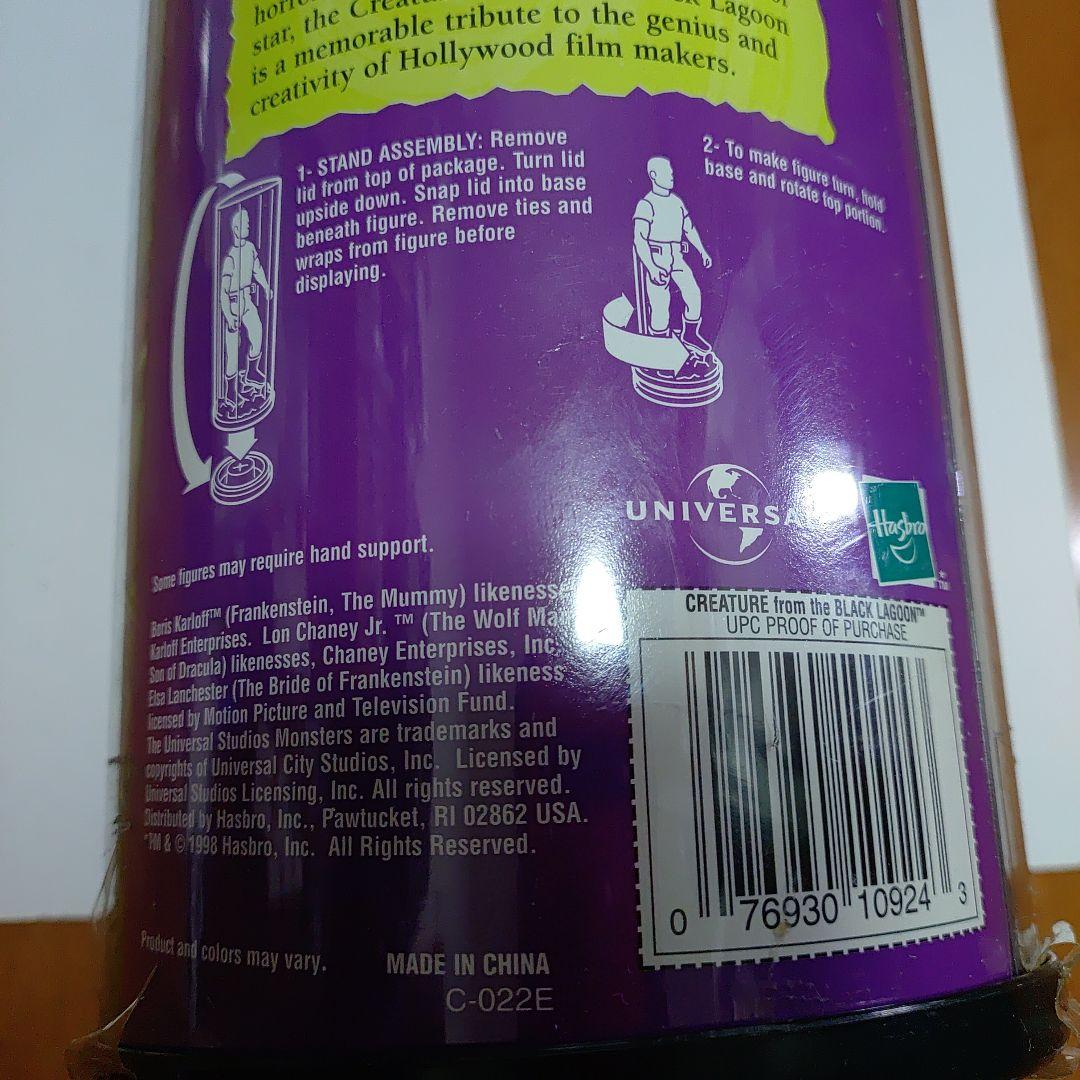 star, the
Lagoon
is a memorable tribute to the genius and
creativity of Hollywood film makers.
1- STAND ASSEMBLY: Remove
lid from top of package. Turn lid
upside down. Snap lid into base
beneath figure. Remove ties and
wraps from figure before
displaying.
2- To make figure turn, hold
base and rotate top portion.
UNIVERSA
Hasbro
TM
Some figures may require hand support.
Boris Karloff™ (Frankenstein, The Mummy)
Karloff Enterprises. Lon Chaney Jr. ™ (The Wolf
Son of Dracula) likenesses, Chaney Enterprises, Inc
Elsa Lanchester (The Bride of Frankenstein) likeness
licensed by Motion Picture and Television Fund.
The Universal Studios Monsters are trademarks and
copyrights of Universal City Studios, Inc. Licensed by
Universal Studios Licensing, Inc. All rights reserved.
Distributed by Hasbro, Inc., Pawtucket, RI 02862 USA.
*TM & © 1998 Hasbro, Inc. All Rights Reserved.
Product and colors may vary.
MADE IN CHINA
C-022E
CREATURE from the BLACK LAGOON™
UPC PROOF OF PURCHASE
0 76930 10924 3